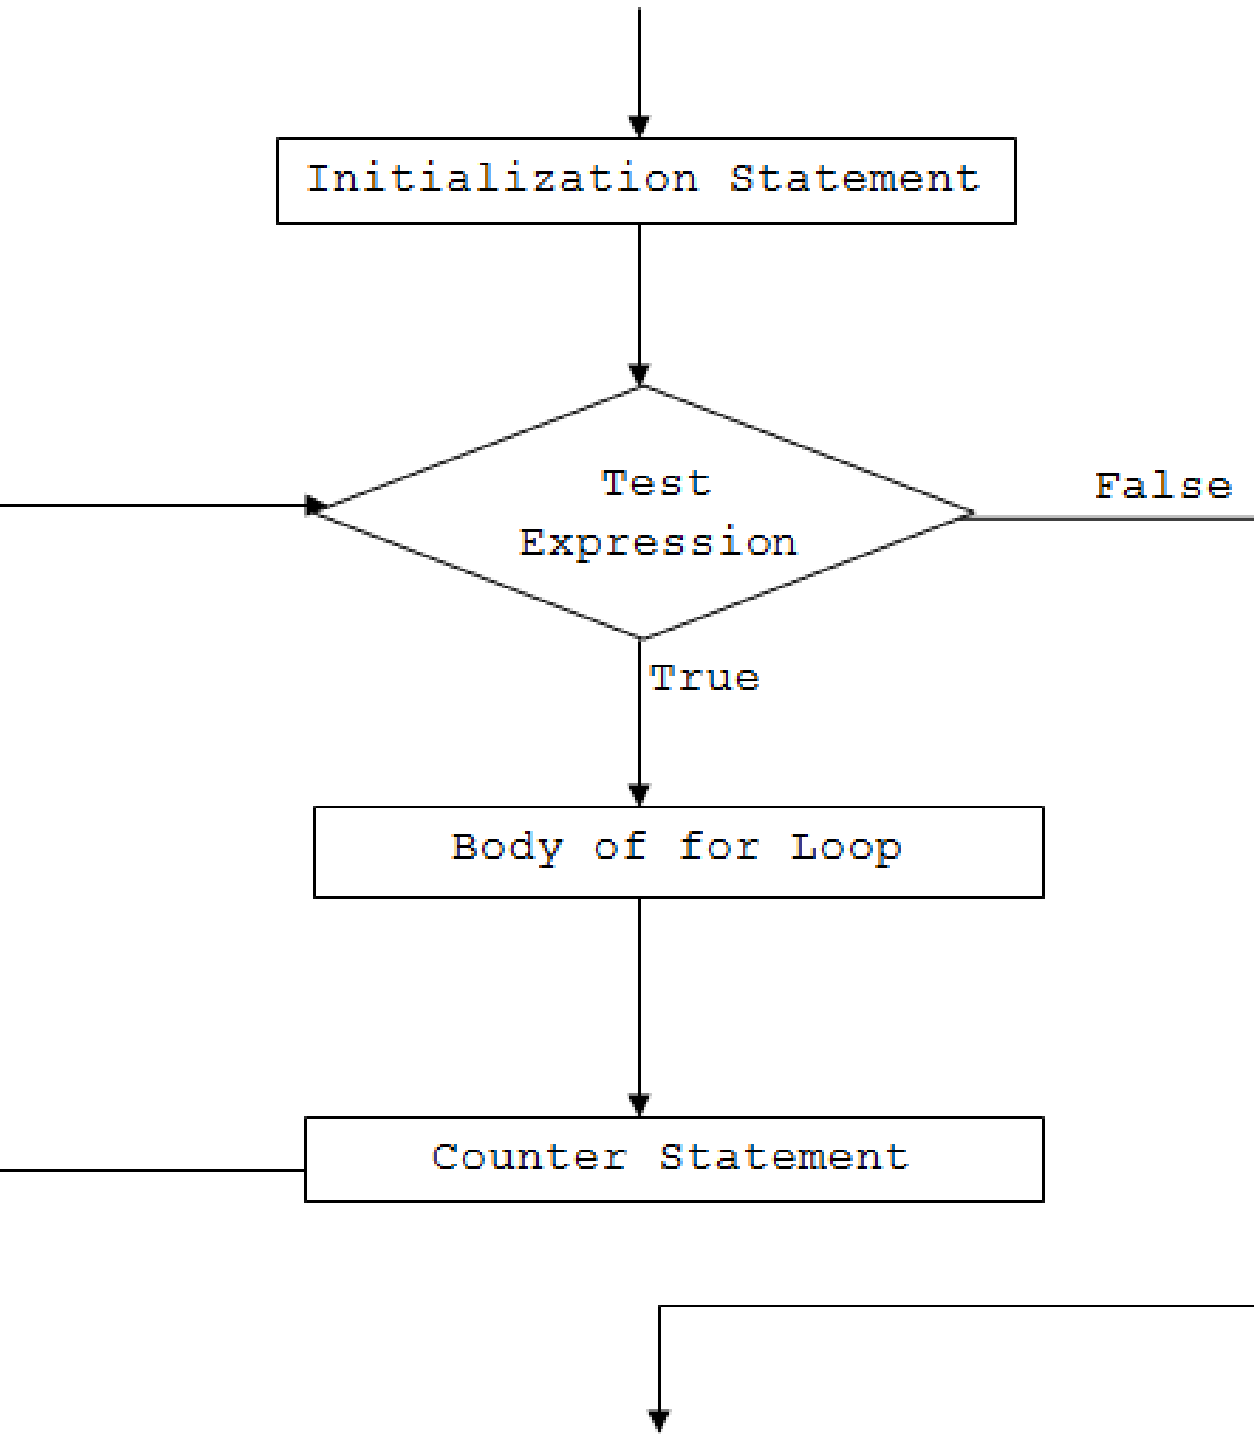 Initialization Statement
Test
Expression
False
True
Body of for Loop
Counter Statement